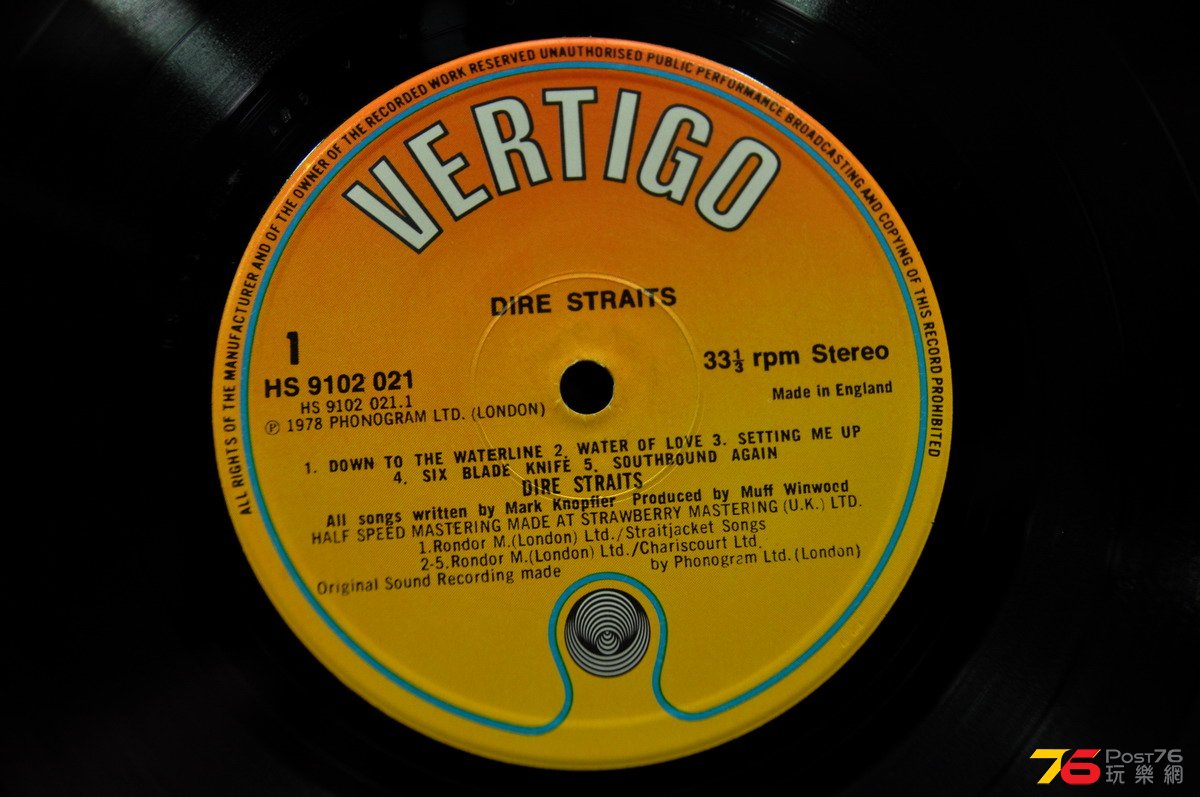 ALL RIGHTS OF THE MANUFACTURER AND OF THE OWNER OF THE RECORDED WORK RESERVED UNAUTHORISED PUBLIC PERFORMANCE BROADCASTING AND COPYING OF THIS RECORD PROHIBITED
VERTIGO
DIRE STRAITS
1
33⅓ rpm Stereo
HS 9102 021
Made in England
HS 9102 021.1
℗ 1978 PHONOGRAM LTD. (LONDON)
1. DOWN TO THE WATERLINE 2. WATER OF LOVE 3. SETTING ME UP
4. SIX BLADE KNIFE 5. SOUTHBOUND AGAIN
DIRE STRAITS
All songs written by Mark Knopfler Produced by Muff Winwood
HALF SPEED MASTERING MADE AT STRAWBERRY MASTERING (U.K.) LTD.
1.Rondor M.(London) Ltd./Straitjacket Songs
2-5.Rondor M.(London) Ltd./Chariscourt Ltd.
Original Sound Recording made by Phonogram Ltd.(London)
76 POST76
玩樂網